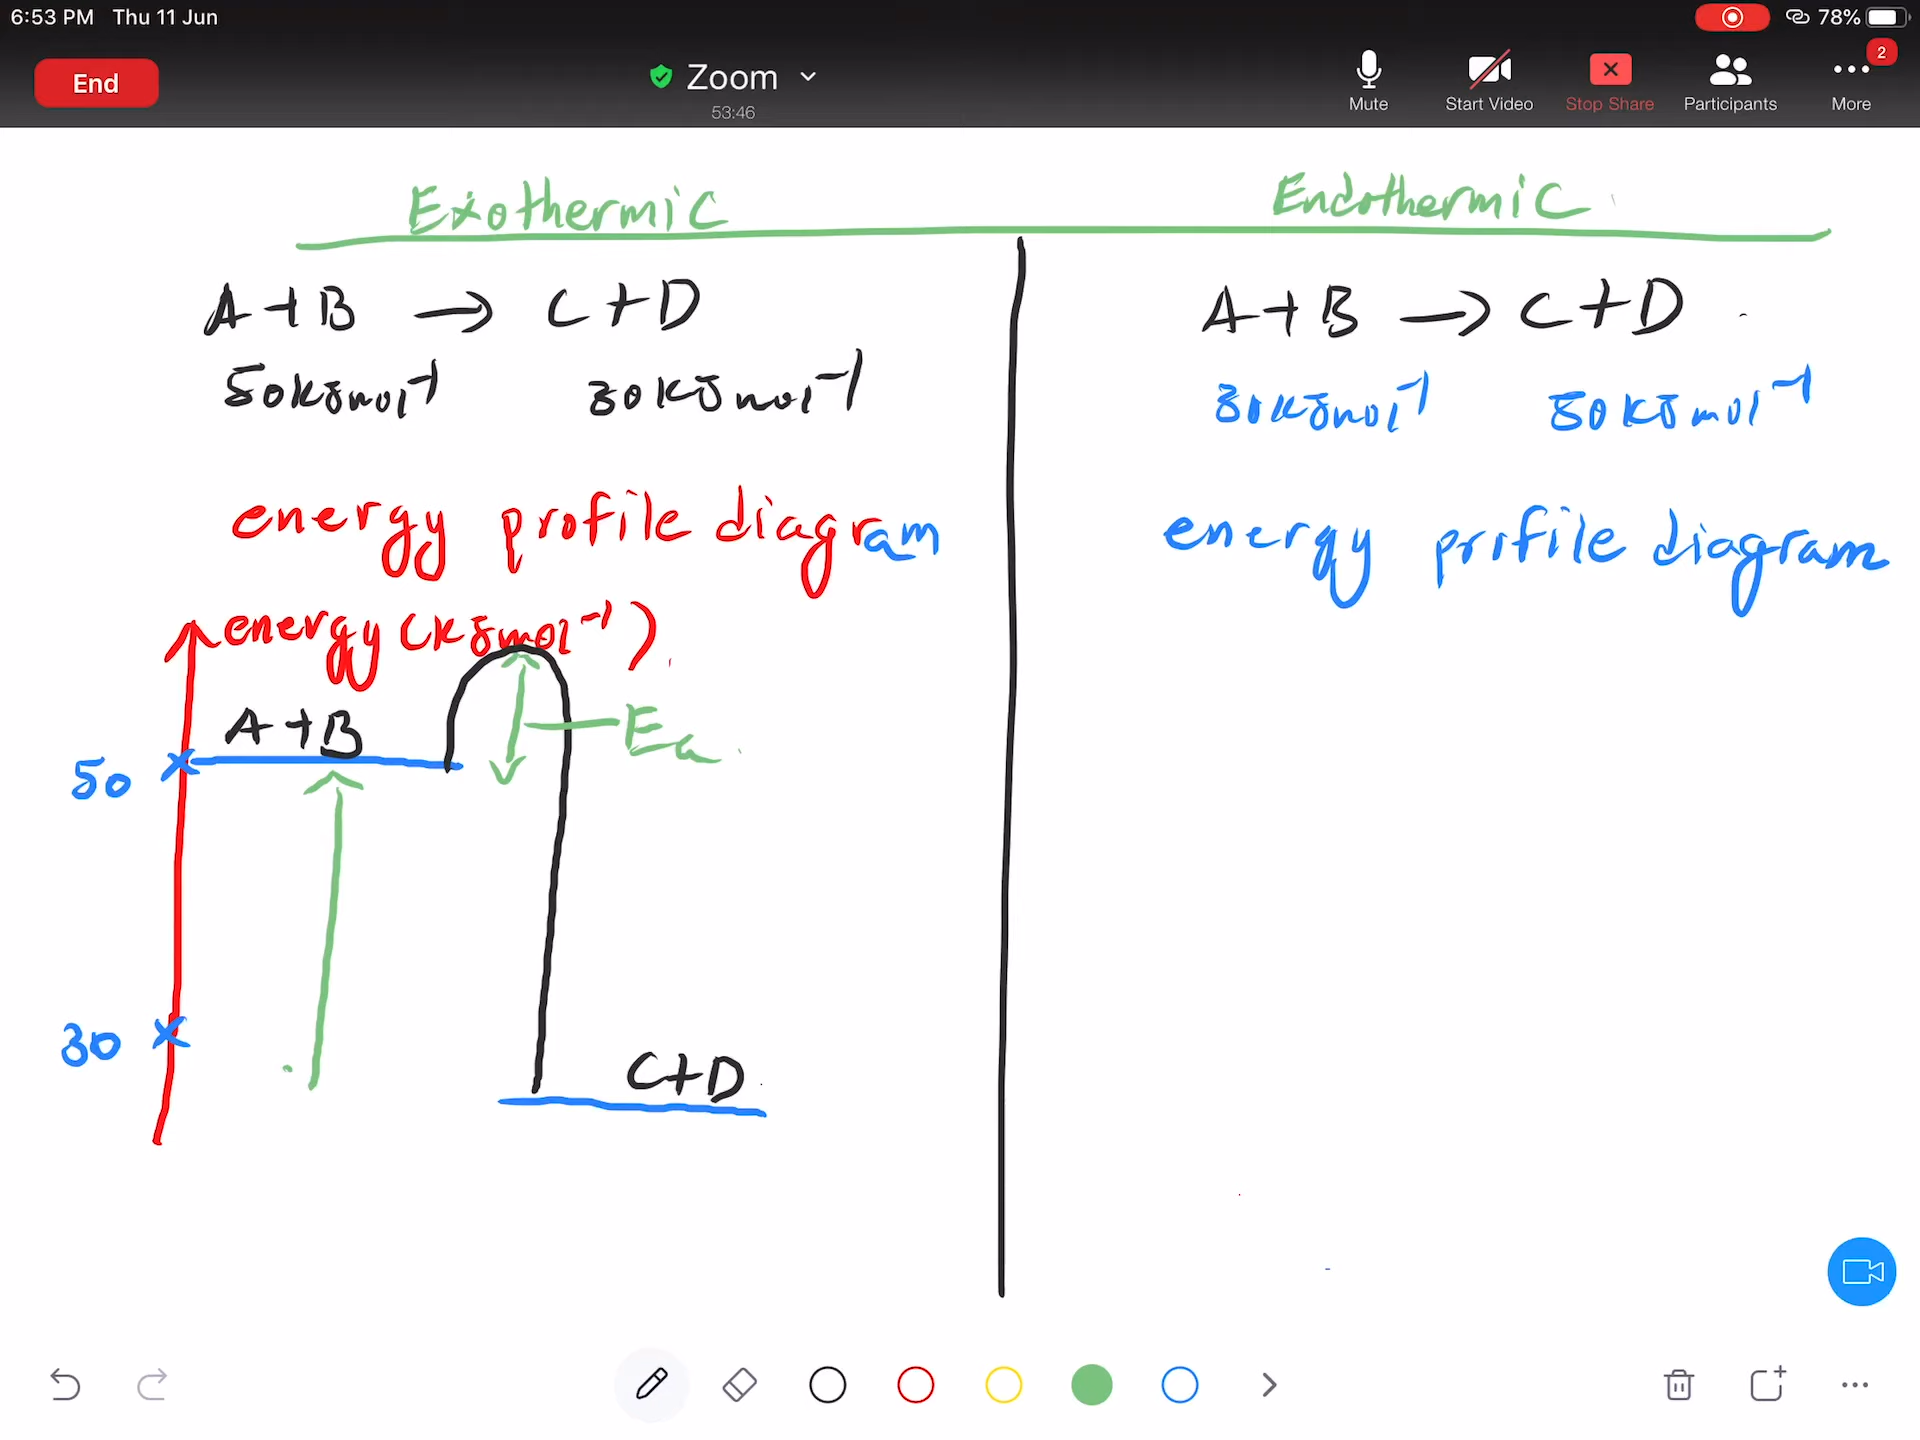 6:53 PM Thu 11 Jun
78%
End
Zoom
53:46
Mute
Start Video
Stop Share
Participants
2
More
Exothermic
Endothermic
A+B → C+D
50kJmol⁻¹ 30kJmol⁻¹
energy profile diagram
energy (kJmol⁻¹)
A+B
50
Ea
30
C+D
A+B → C+D
30kJmol⁻¹ 50kJmol⁻¹
energy profile diagram